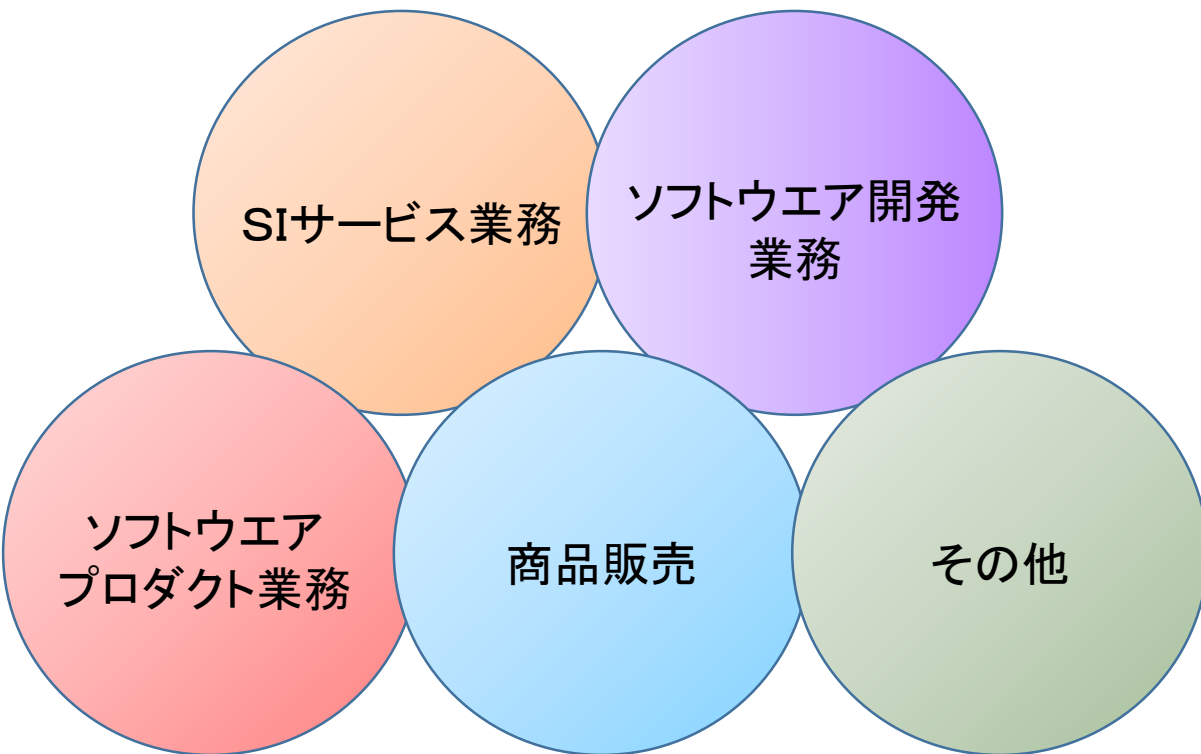 SIサービス業務
ソフトウエア開発
業務
ソフトウエア
プロダクト業務
商品販売
その他